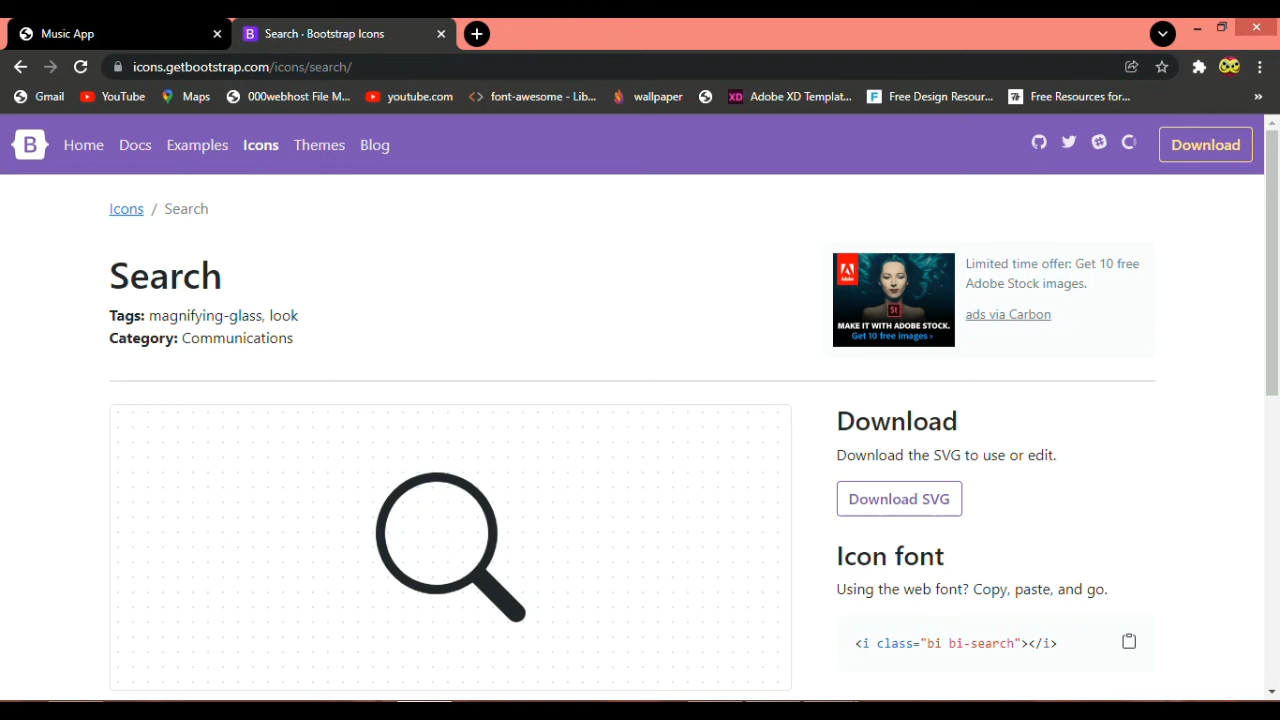 Music App
Search · Bootstrap Icons
icons.getbootstrap.com/icons/search/
Gmail YouTube Maps 000webhost File M... youtube.com font-awesome - Lib... wallpaper XD Adobe XD Templat... F Free Design Resour... Free Resources for... »
B Home Docs Examples Icons Themes Blog Download
Icons / Search
Search
Tags: magnifying-glass, look
Category: Communications
Adobe
St
MAKE IT WITH ADOBE STOCK.
Get 10 free images ›
Limited time offer: Get 10 free
Adobe Stock images.
ads via Carbon
Download
Download the SVG to use or edit.
Download SVG
Icon font
Using the web font? Copy, paste, and go.
<i class="bi bi-search"></i>